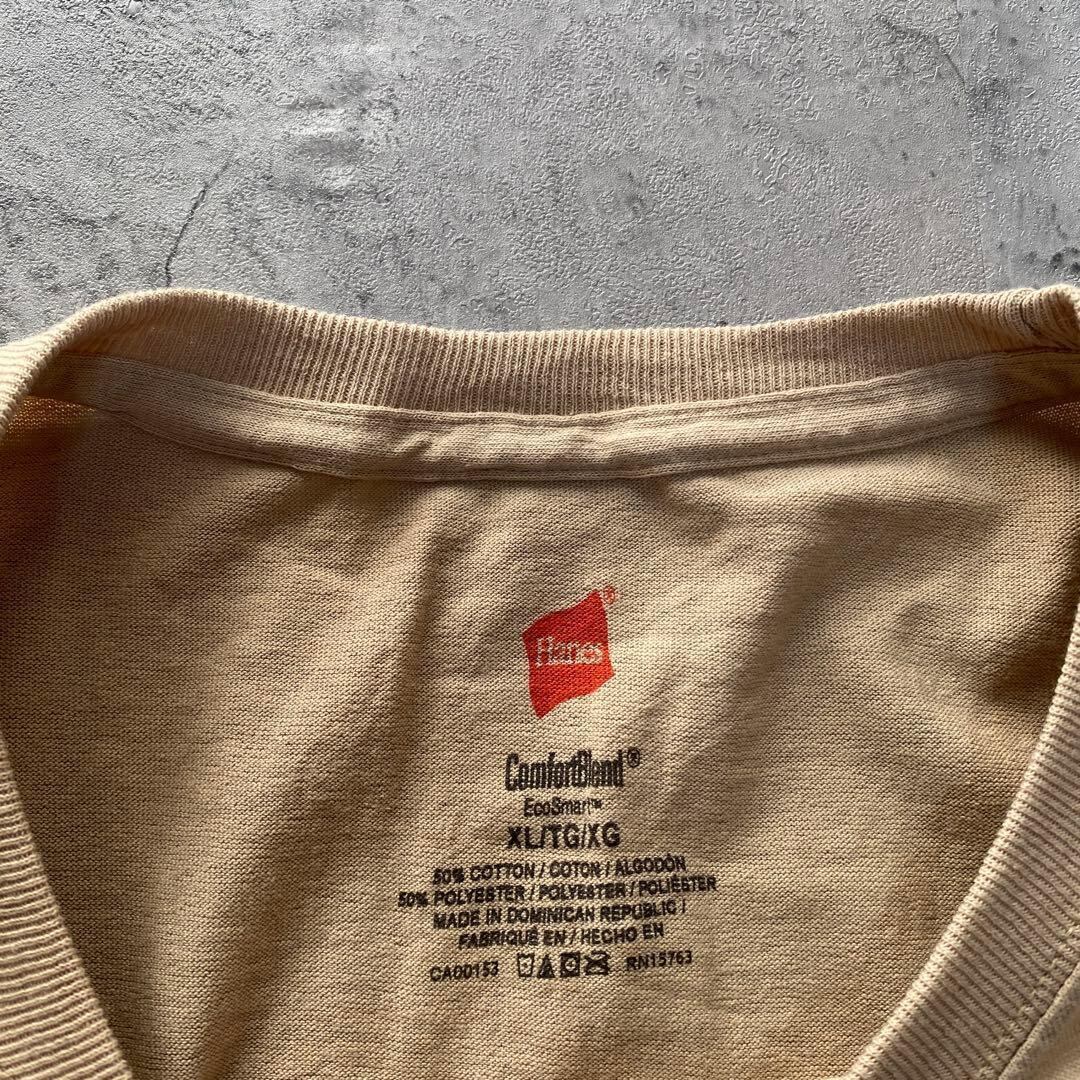 Hanes®
ComfortBlend®
EcoSmart™
XL/TG/XG
50% COTTON / COTON / ALGODÓN
50% POLYESTER / POLYESTER / POLIÉSTER
MADE IN DOMINICAN REPUBLIC /
FABRIQUÉ EN / HECHO EN
CA00153 RN15763